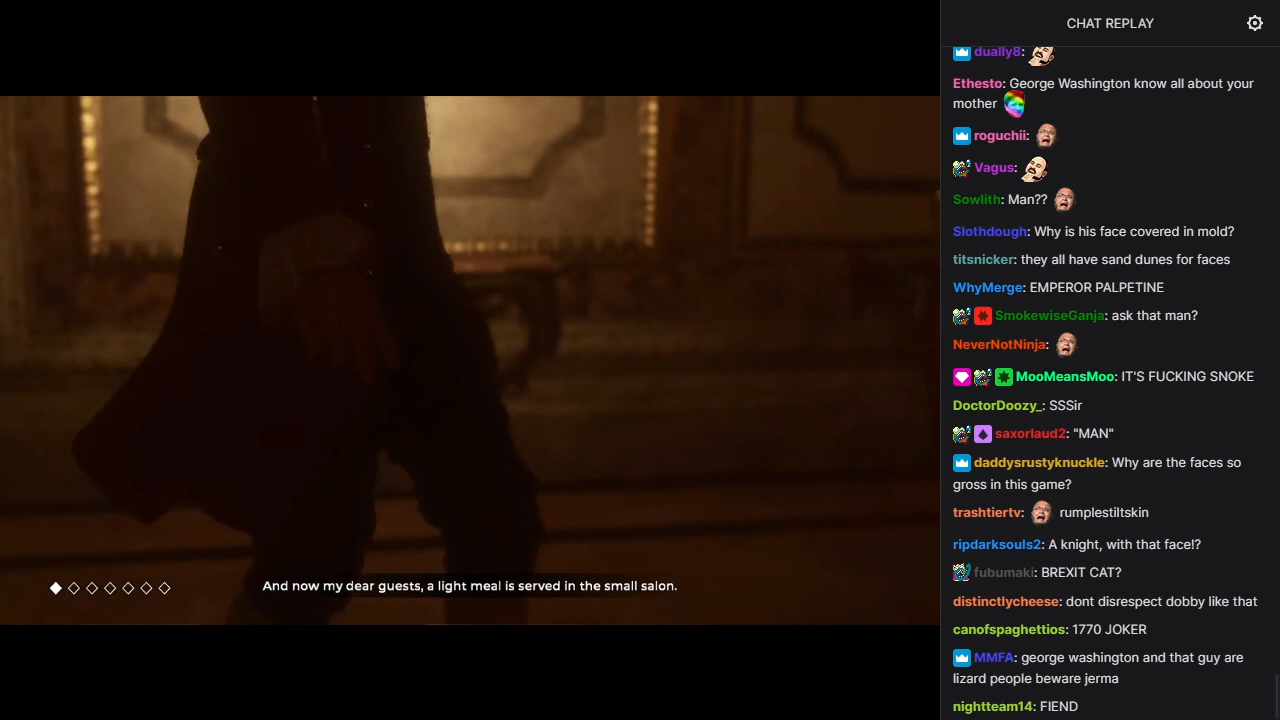 CHAT REPLAY
dually8:
Ethesto: George Washington know all about your
mother
roguchii:
Vagus:
Sowlith: Man??
Slothdough: Why is his face covered in mold?
titsnicker: they all have sand dunes for faces
WhyMerge: EMPEROR PALPETINE
SmokewiseGanja: ask that man?
NeverNotNinja:
MooMeansMoo: IT'S FUCKING SNOKE
DoctorDoozy_: SSSir
saxorlaud2: "MAN"
daddysrustyknuckle: Why are the faces so
gross in this game?
trashtiertv: rumplestiltskin
ripdarksouls2: A knight, with that face!?
fubumaki: BREXIT CAT?
distinctlycheese: dont disrespect dobby like that
canofspaghettios: 1770 JOKER
MMFA: george washington and that guy are
lizard people beware jerma
nightteam14: FIEND
And now my dear guests, a light meal is served in the small salon.